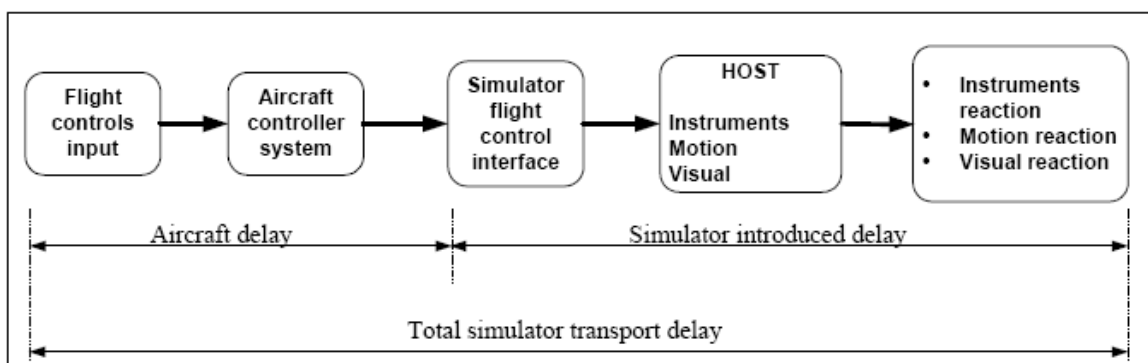 Flight
controls
input
Aircraft
controller
system
Simulator
flight
control
interface
HOST
Instruments
Motion
Visual
• Instruments
reaction
• Motion reaction
• Visual reaction
Aircraft delay
Simulator introduced delay
Total simulator transport delay